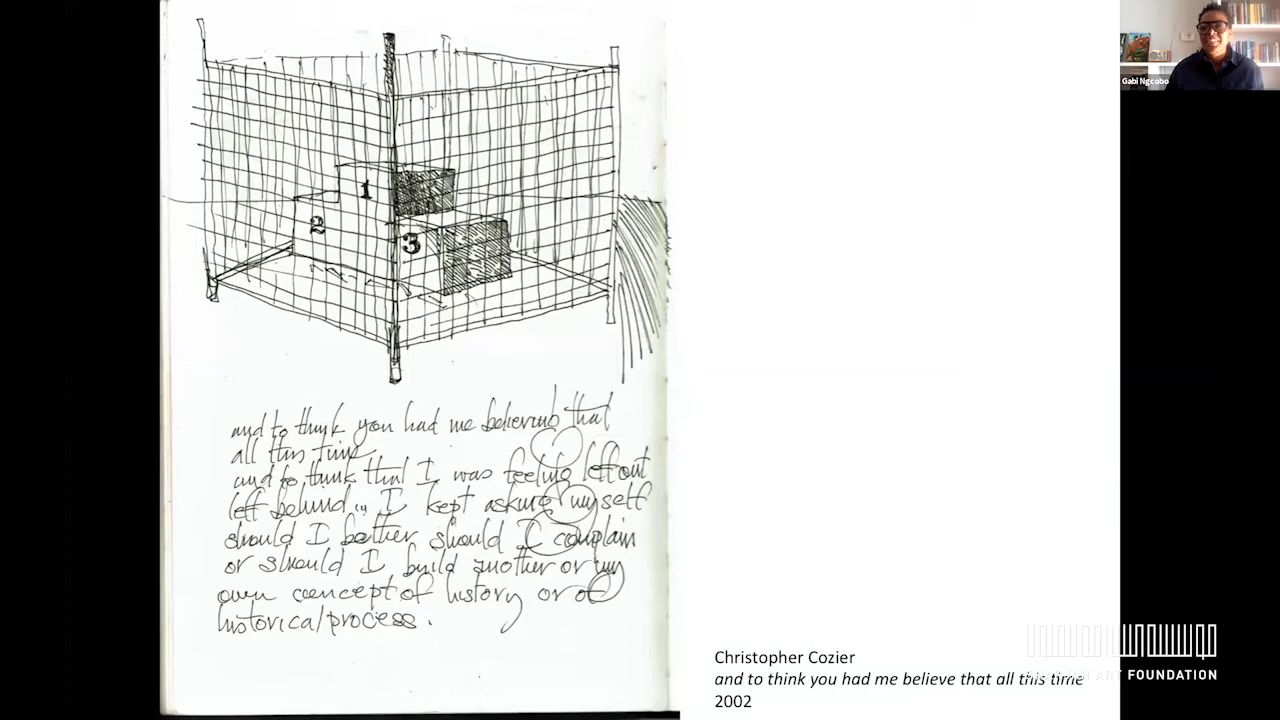 Gabi Ngcobo
1
2
3
and to think you had me believing that
all this time
and to think that I was feeling left out
left behind... I kept asking myself
should I bother should I complain
or should I build another or my
own concept of history or of
historical process.
Christopher Cozier
and to think you had me believe that all this time
2002
ART FOUNDATION